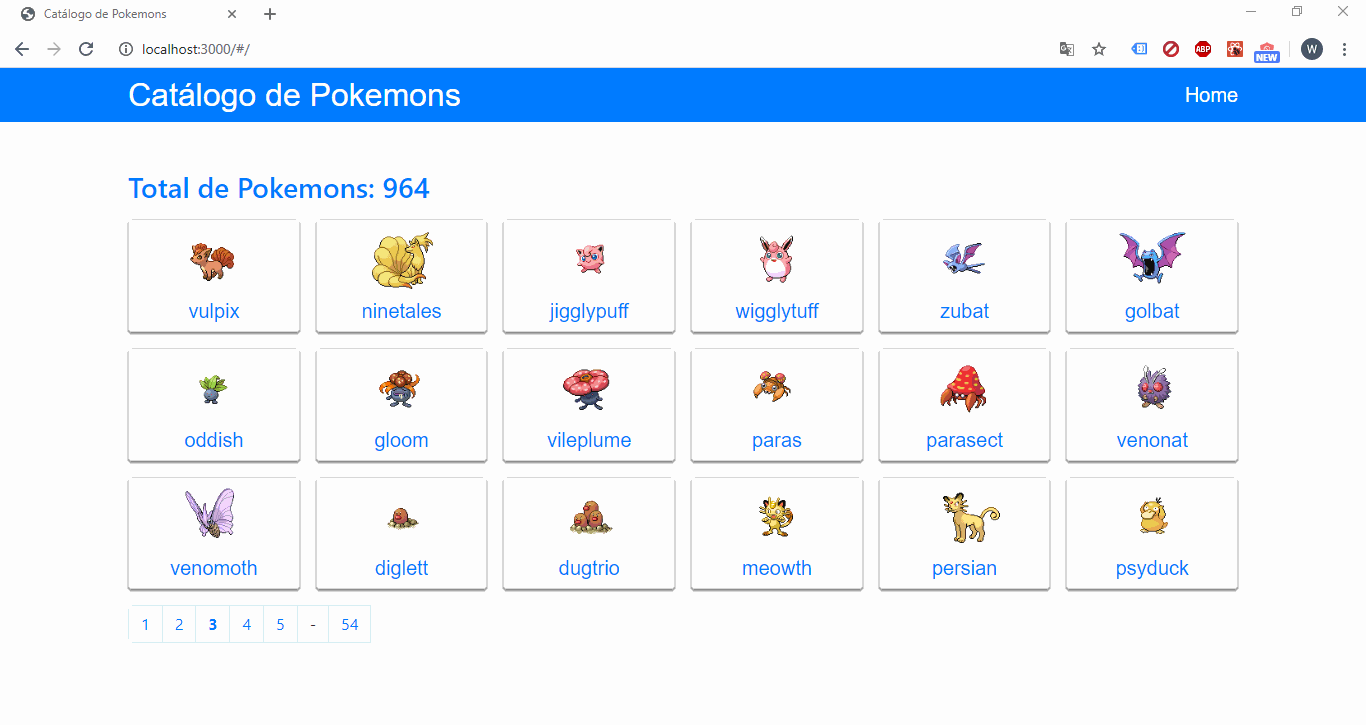 Catálogo de Pokemons
localhost:3000/#/
ABP
NEW
W
Catálogo de Pokemons
Home
Total de Pokemons: 964
vulpix ninetales jigglypuff wigglytuff zubat golbat
oddish gloom vileplume paras parasect venonat
venomoth diglett dugtrio meowth persian psyduck
1 2 3 4 5 - 54